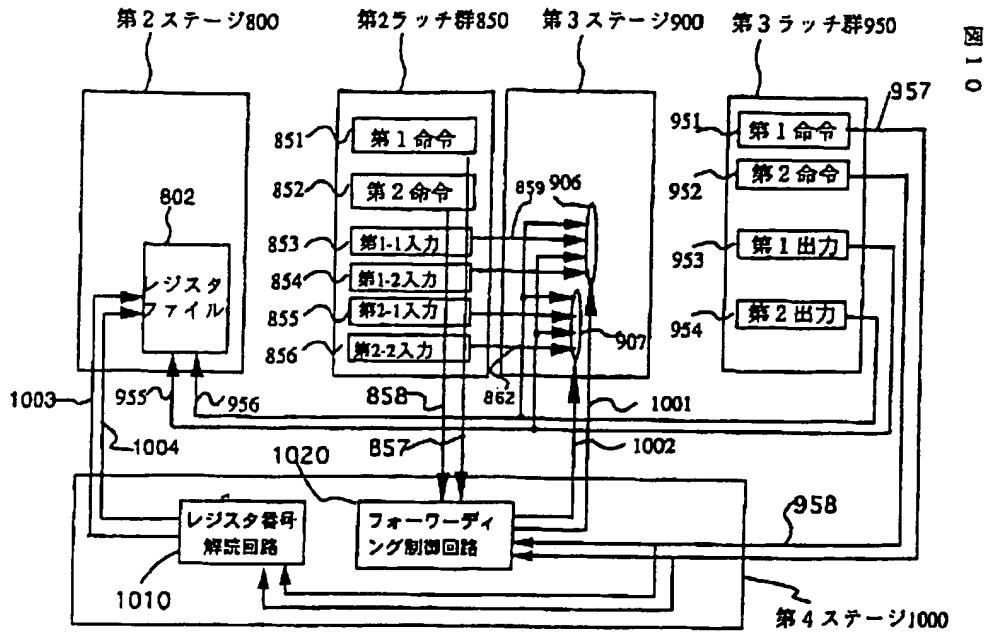 第2ステージ800
第2ラッチ群850
第3ステージ900
第3ラッチ群950
図10
851
第1命令
852
第2命令
853
第1-1入力
854
第1-2入力
855
第2-1入力
856
第2-2入力
802
レジスタ
ファイル
859
906
907
862
951
第1命令
952
第2命令
953
第1出力
954
第2出力
957
1003
1004
955
956
858
857
1001
1002
1020
フォーワーディ
ング制御回路
レジスタ番号
解読回路
1010
958
第4ステージ1000